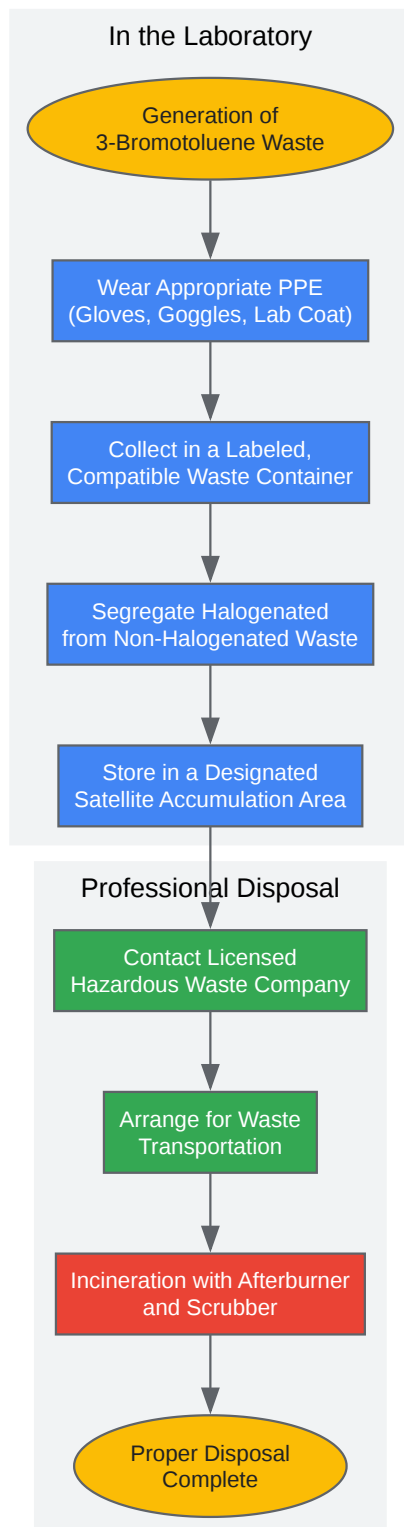 In the Laboratory
Generation of
3-Bromotoluene Waste
Wear Appropriate PPE
(Gloves, Goggles, Lab Coat)
Collect in a Labeled,
Compatible Waste Container
Segregate Halogenated
from Non-Halogenated Waste
Store in a Designated
Satellite Accumulation Area
Professional Disposal
Contact Licensed
Hazardous Waste Company
Arrange for Waste
Transportation
Incineration with Afterburner
and Scrubber
Proper Disposal
Complete